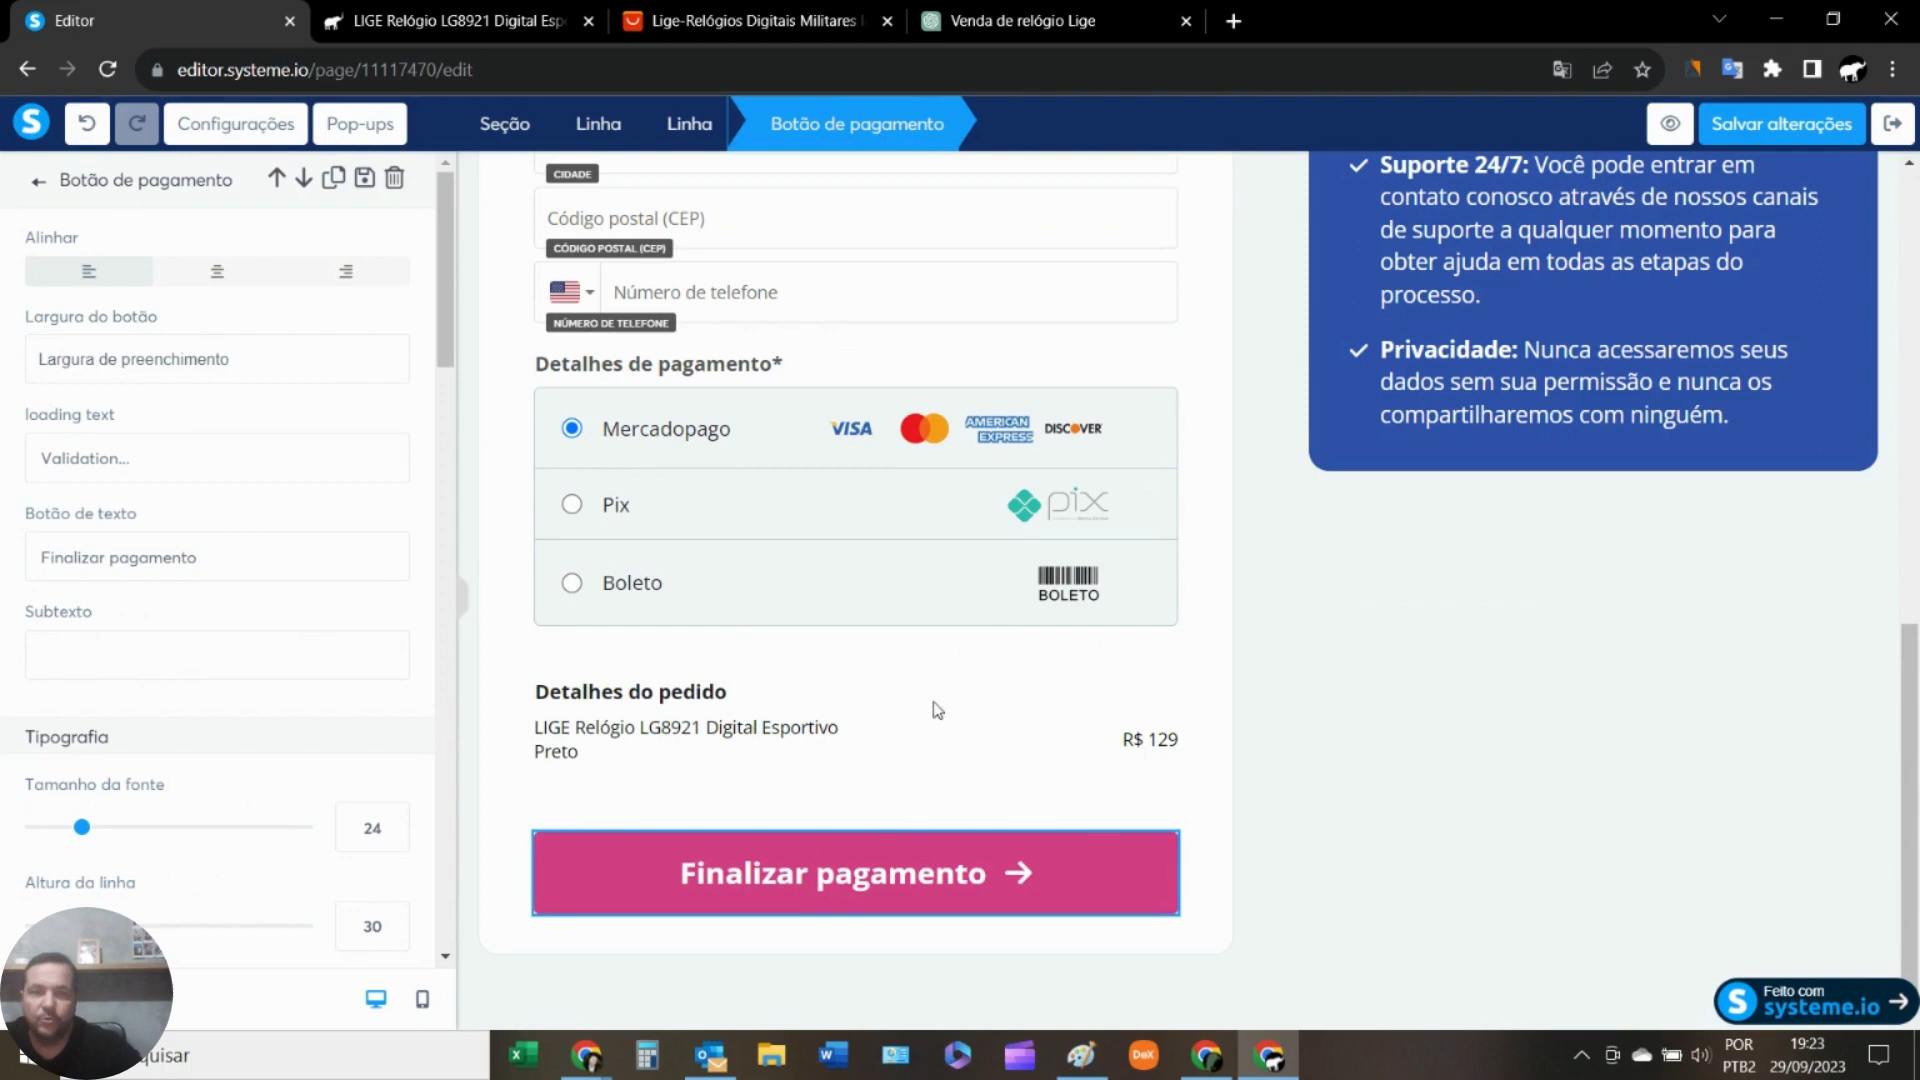 Editor
LIGE Relógio LG8921 Digital Esp
Lige-Relógios Digitais Militares
Venda de relógio Lige
editor.systeme.io/page/11117470/edit
S
Configurações
Pop-ups
Seção
Linha
Linha
Botão de pagamento
Salvar alterações
Botão de pagamento
Alinhar
Largura do botão
Largura de preenchimento
loading text
Validation...
Botão de texto
Finalizar pagamento
Subtexto
Tipografia
Tamanho da fonte
24
Altura da linha
30
CIDADE
Código postal (CEP)
CÓDIGO POSTAL (CEP)
Número de telefone
NÚMERO DE TELEFONE
Detalhes de pagamento*
Mercadopago
VISA
AMERICAN
EXPRESS
DISCOVER
Pix
pix
Boleto
BOLETO
Detalhes do pedido
LIGE Relógio LG8921 Digital Esportivo
Preto
R$ 129
Finalizar pagamento
Suporte 24/7: Você pode entrar em
contato conosco através de nossos canais
de suporte a qualquer momento para
obter ajuda em todas as etapas do
processo.
Privacidade: Nunca acessaremos seus
dados sem sua permissão e nunca os
compartilharemos com ninguém.
Feito com
systeme.io
quisar
DeX
POR
PTB2
19:23
29/09/2023